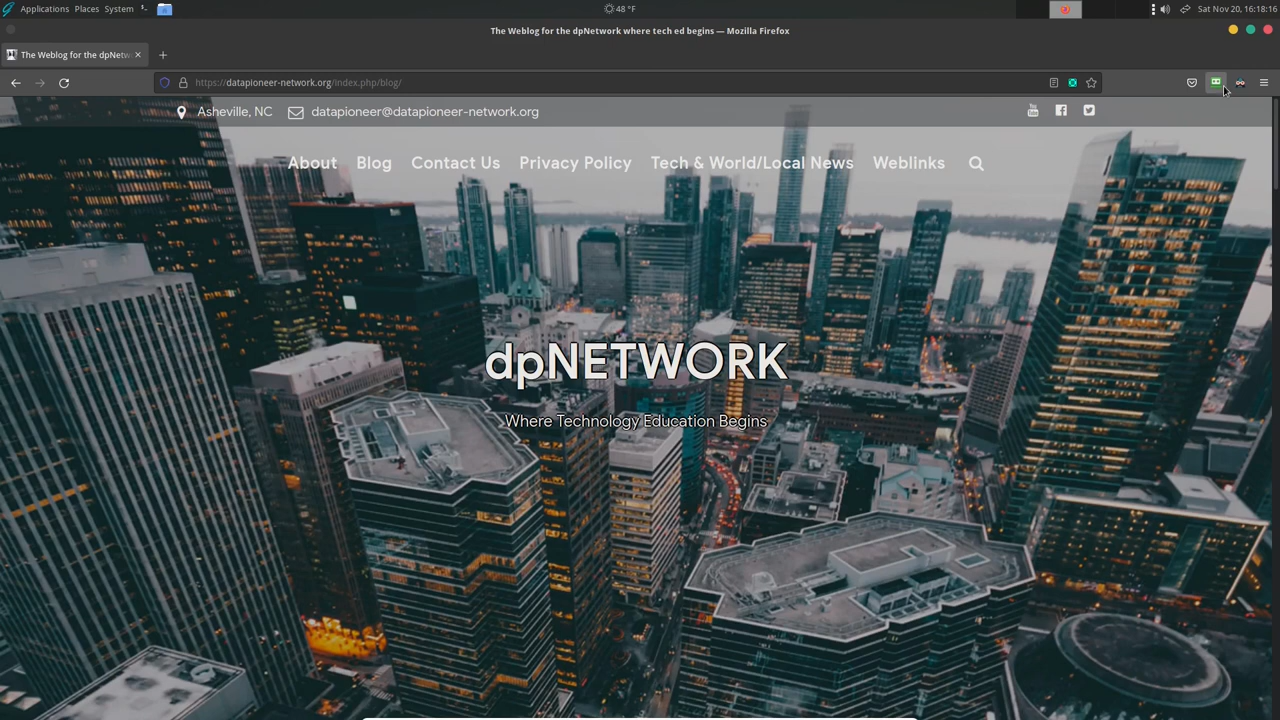 Applications Places System
48 °F
Sat Nov 20, 16:18:16
The Weblog for the dpNetwork where tech ed begins — Mozilla Firefox
The Weblog for the dpNetw
https://datapioneer-network.org/index.php/blog/
Asheville, NC datapioneer@datapioneer-network.org
You
About Blog Contact Us Privacy Policy Tech & World/Local News Weblinks
dpNETWORK
Where Technology Education Begins